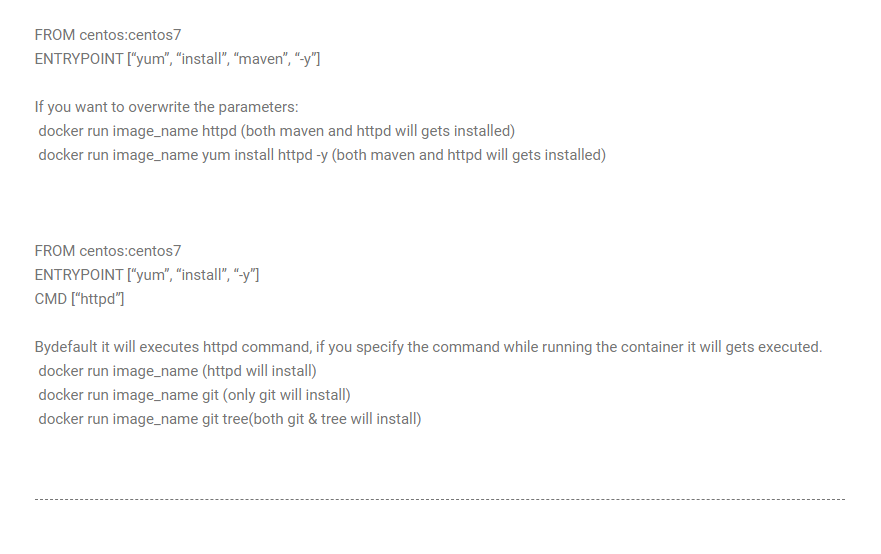 FROM centos:centos7
ENTRYPOINT [“yum”, “install”, “maven”, “-y”]
If you want to overwrite the parameters:
docker run image_name httpd (both maven and httpd will gets installed)
docker run image_name yum install httpd -y (both maven and httpd will gets installed)
FROM centos:centos7
ENTRYPOINT [“yum”, “install”, “-y”]
CMD [“httpd”]
Bydefault it will executes httpd command, if you specify the command while running the container it will gets executed.
docker run image_name (httpd will install)
docker run image_name git (only git will install)
docker run image_name git tree(both git & tree will install)